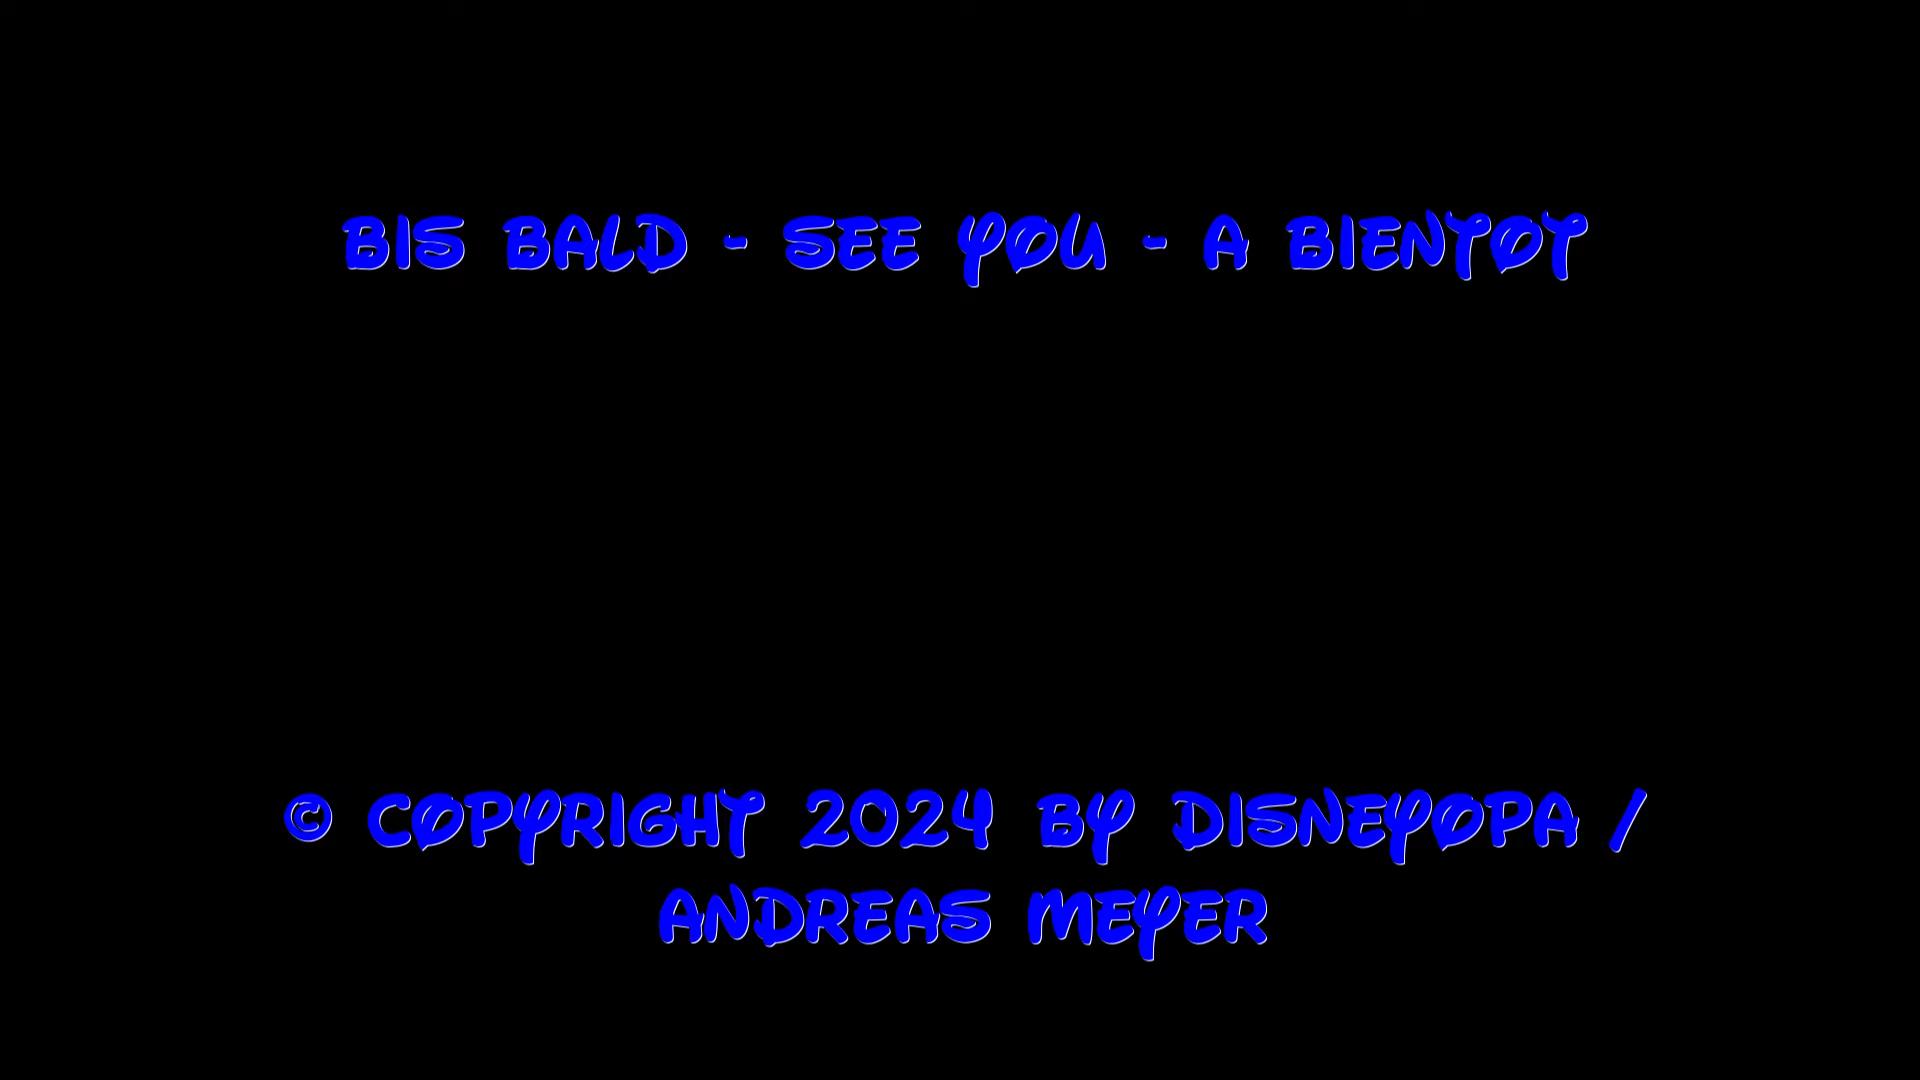 BIS BALD - SEE YOU - A BIENTOT
© COPYRIGHT 2024 BY DISNEYOPA /
ANDREAS MEYER